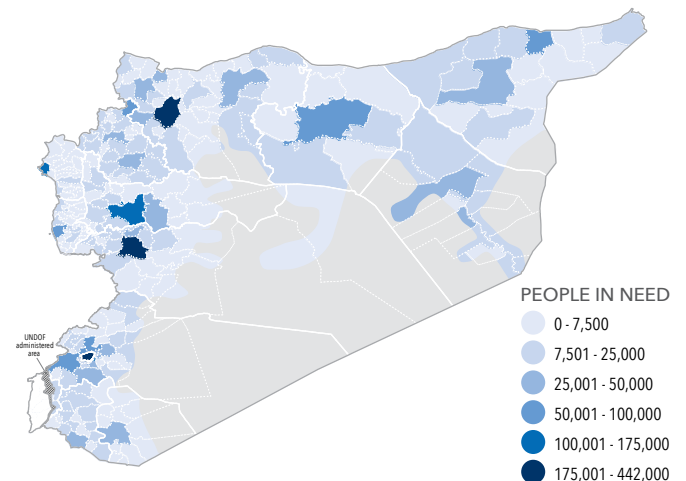 UNDOF
administered
area
PEOPLE IN NEED
0 - 7,500
7,501 - 25,000
25,001 - 50,000
50,001 - 100,000
100,001 - 175,000
175,001 - 442,000